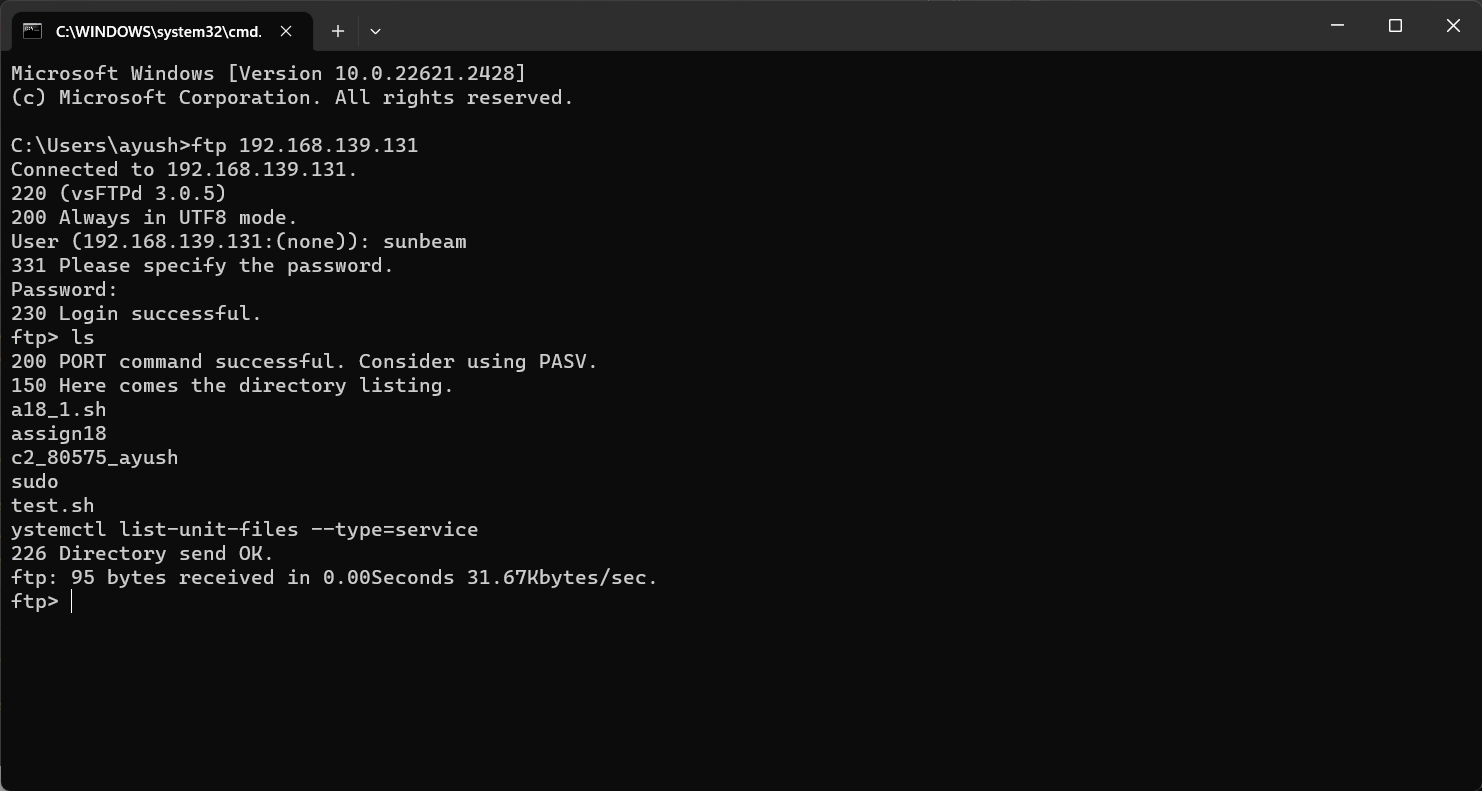 C:\WINDOWS\system32\cmd.
Microsoft Windows [Version 10.0.22621.2428]
(c) Microsoft Corporation. All rights reserved.
C:\Users\ayush>ftp 192.168.139.131
Connected to 192.168.139.131.
220 (vsFTPd 3.0.5)
200 Always in UTF8 mode.
User (192.168.139.131:(none)): sunbeam
331 Please specify the password.
Password:
230 Login successful.
ftp> ls
200 PORT command successful. Consider using PASV.
150 Here comes the directory listing.
a18_1.sh
assign18
c2_80575_ayush
sudo
test.sh
ystemctl list-unit-files --type=service
226 Directory send OK.
ftp: 95 bytes received in 0.00Seconds 31.67Kbytes/sec.
ftp>